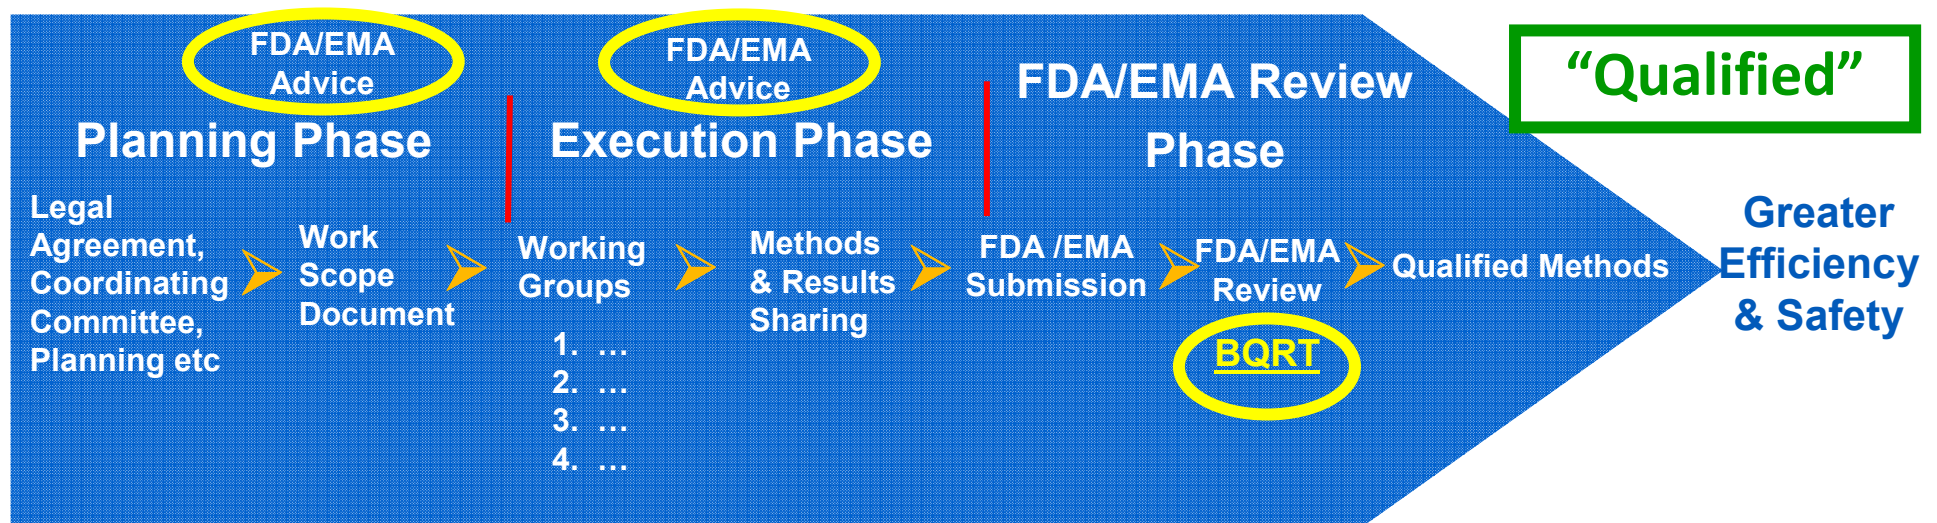 FDA/EMA
Advice
Planning Phase
FDA/EMA
Advice
Execution Phase
FDA/EMA Review
Phase
“Qualified”
Legal
Agreement,
Coordinating
Committee,
Planning etc
Work
Scope
Document
Working
Groups
1. ...
2. ...
3. ...
4. ...
Methods
& Results
Sharing
FDA /EMA
Submission
FDA/EMA
Review
BQRT
Qualified Methods
Greater
Efficiency
& Safety